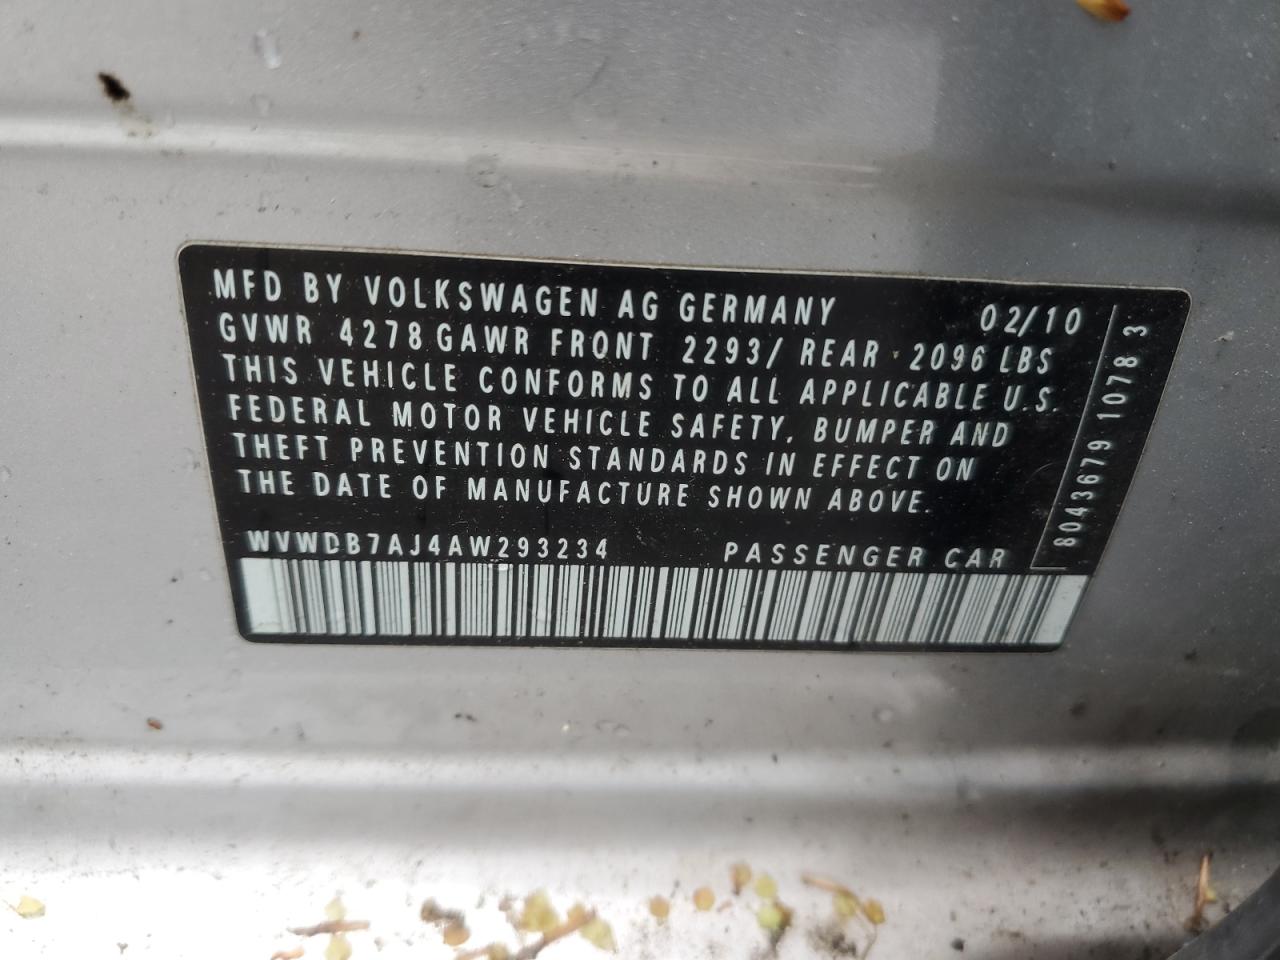 MFD BY VOLKSWAGEN AG GERMANY 02/10
GVWR 4278 GAWR FRONT 2293/ REAR 2096 LBS
THIS VEHICLE CONFORMS TO ALL APPLICABLE U.S.
FEDERAL MOTOR VEHICLE SAFETY, BUMPER AND
THEFT PREVENTION STANDARDS IN EFFECT ON
THE DATE OF MANUFACTURE SHOWN ABOVE.
WVWDB7AJ4AW293234 PASSENGER CAR
8043679 1078 3